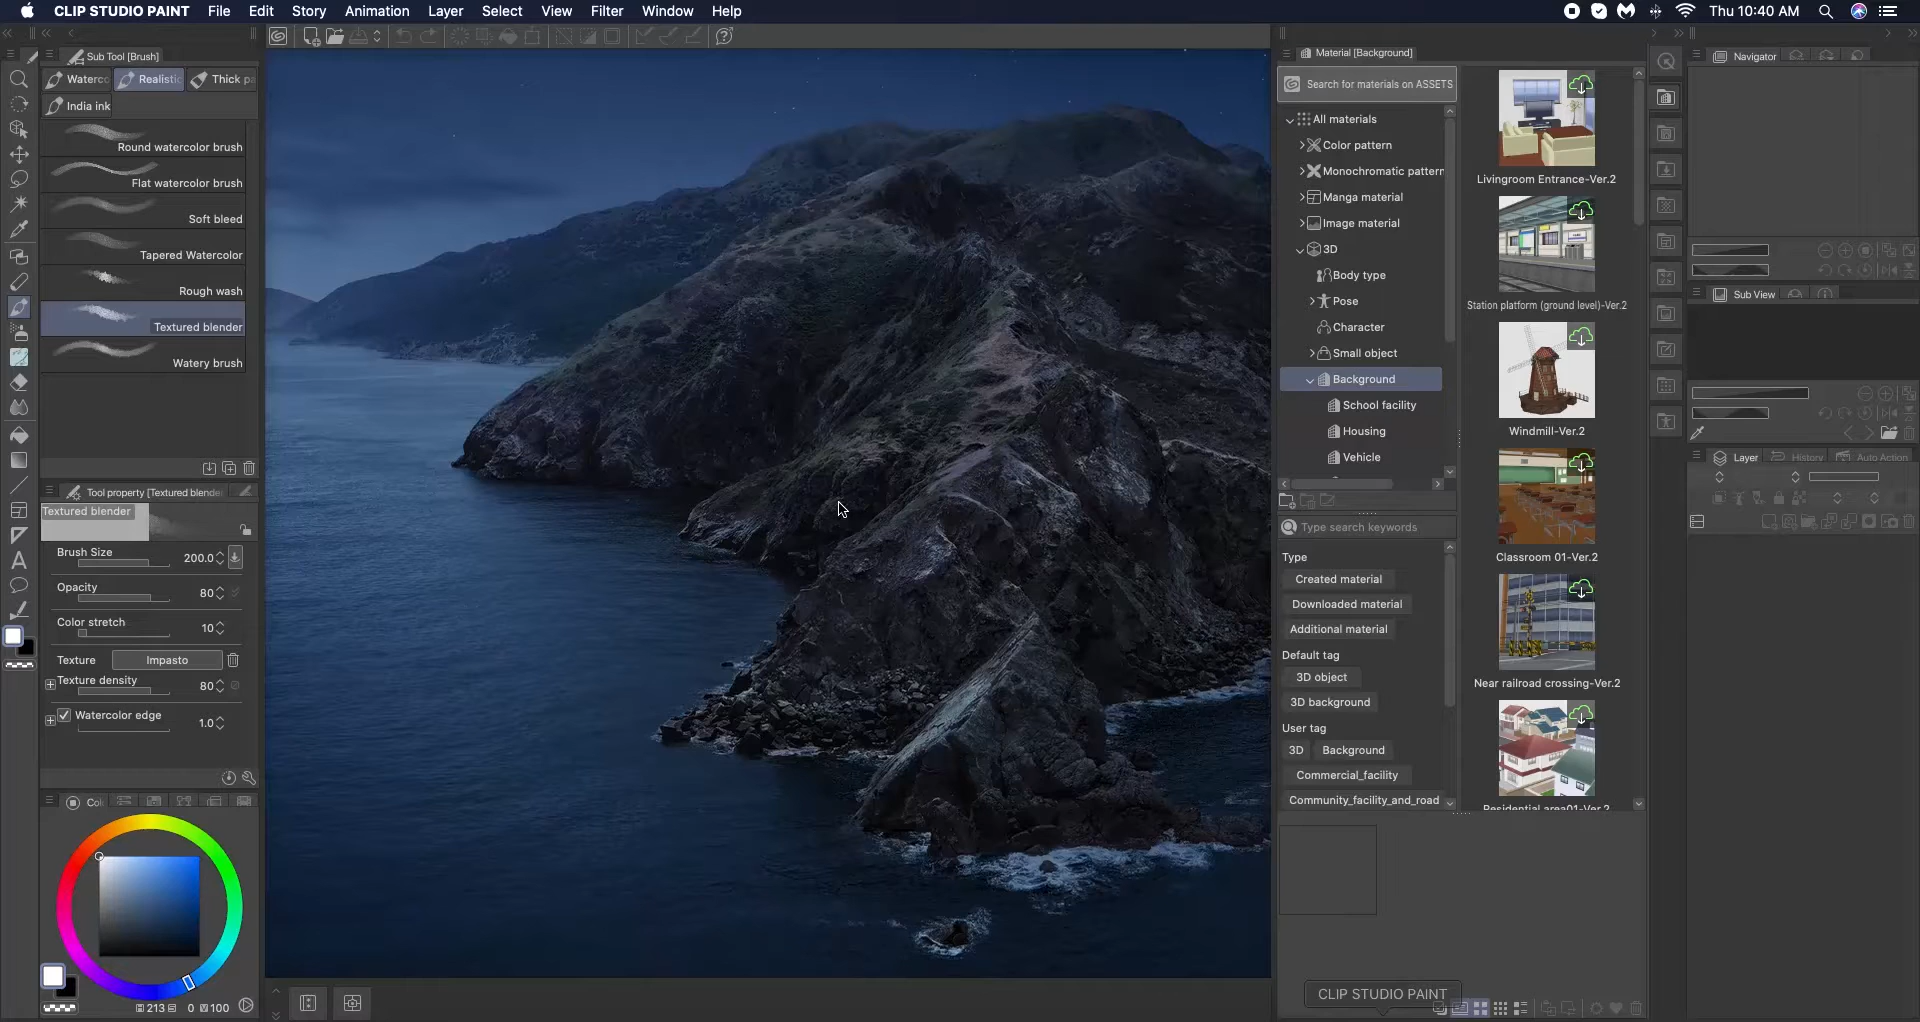 CLIP STUDIO PAINT File Edit Story Animation Layer Select View Filter Window Help Thu 10:40 AM
Sub Tool [Brush]
Waterco Realistic Thick pa
India ink
Round watercolor brush
Flat watercolor brush
Soft bleed
Tapered Watercolor
Rough wash
Textured blender
Watery brush
Tool property [Textured blende
Textured blender
Brush Size 200.0
Opacity 80
Color stretch 10
Texture Impasto
Texture density 80
Watercolor edge 1.0
Col
213 0 100
Material [Background]
Search for materials on ASSETS
All materials
Color pattern
Monochromatic pattern
Manga material
Image material
3D
Body type
Pose
Character
Small object
Background
School facility
Housing
Vehicle
Type search keywords
Type
Created material
Downloaded material
Additional material
Default tag
3D object
3D background
User tag
3D Background
Commercial_facility
Community_facility_and_road
Livingroom Entrance-Ver.2
Station platform (ground level)-Ver.2
Windmill-Ver.2
Classroom 01-Ver.2
Near railroad crossing-Ver.2
Residential area01-Ver.2
CLIP STUDIO PAINT
Navigator
Sub View
Layer History Auto Action